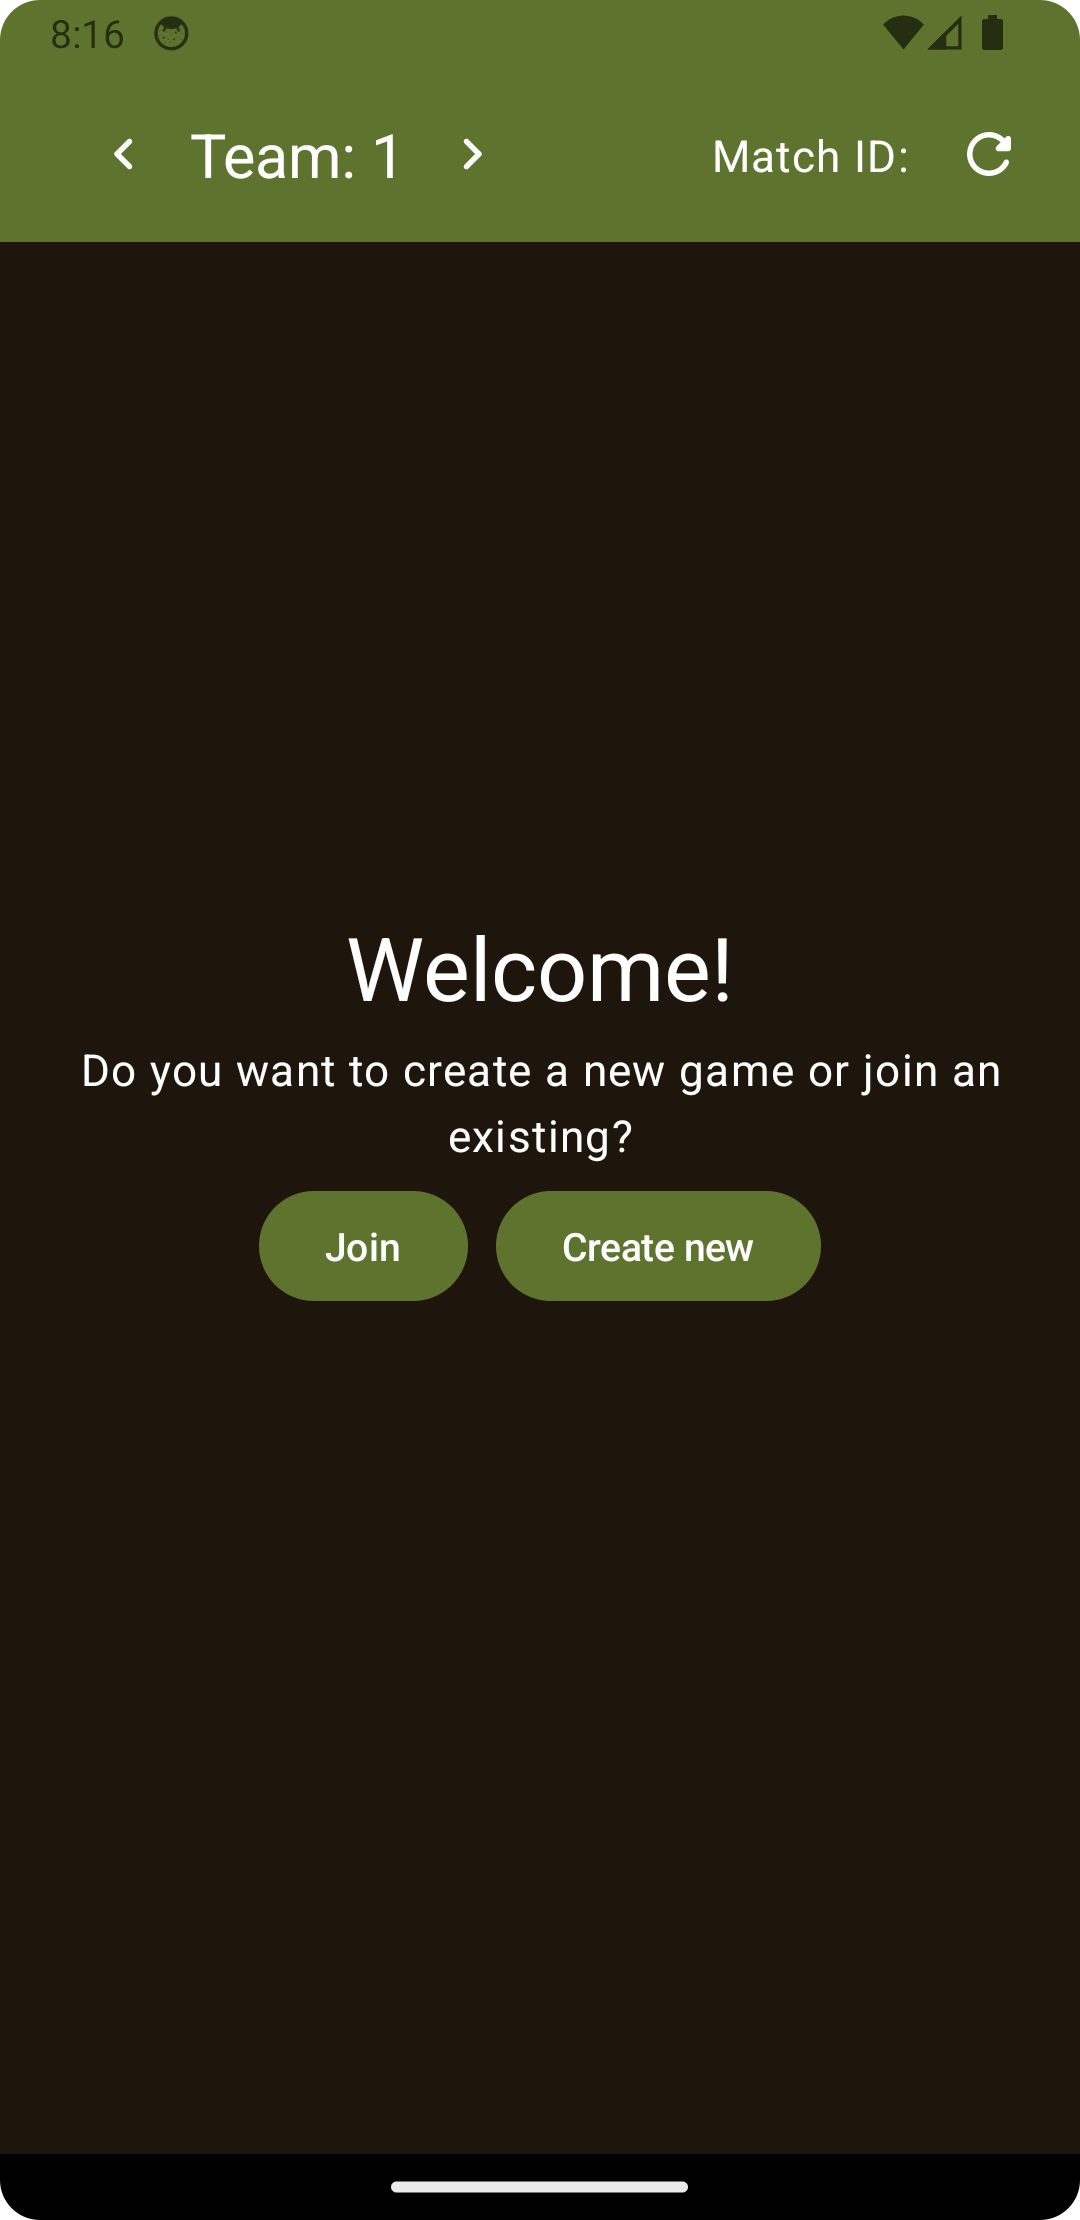 8:16
Team: 1
Match ID:
Welcome!
Do you want to create a new game or join an
existing?
Join
Create new